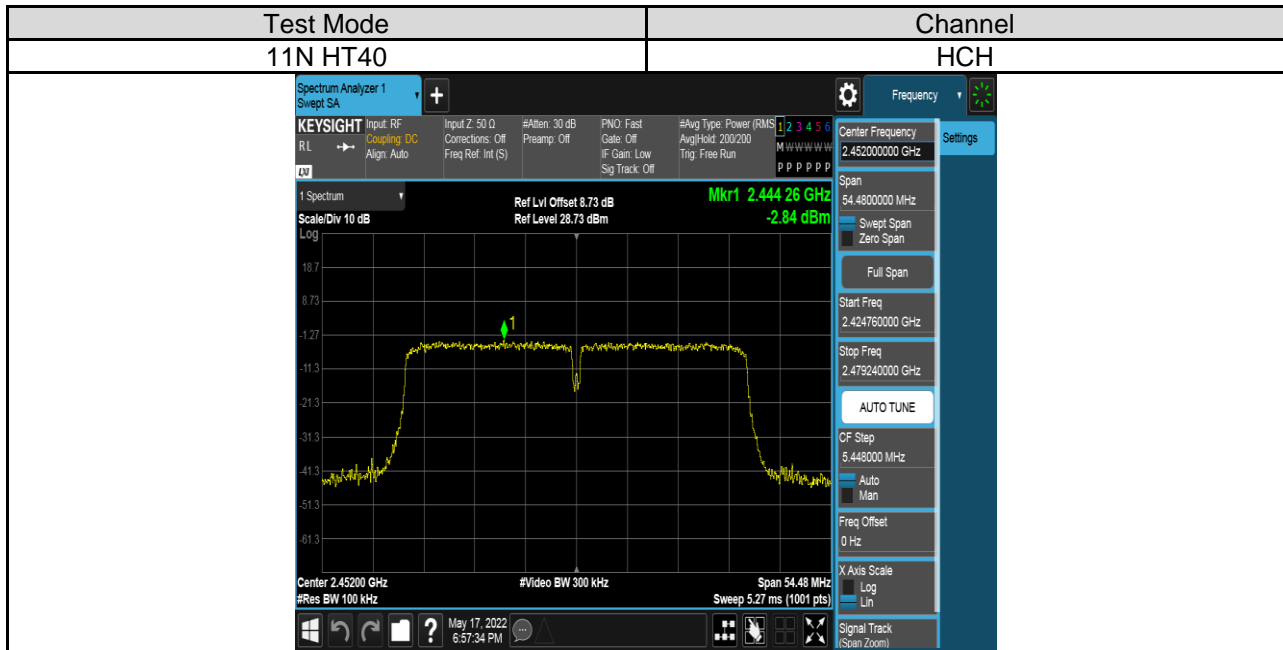 Test Mode Channel
11N HT40 HCH
Spectrum Analyzer 1
Swept SA
+
Frequency
KEYSIGHT
RL
LXI
Input: RF
Coupling: DC
Align: Auto
Input Z: 50 Ω
Corrections: Off
Freq Ref: Int (S)
#Atten: 30 dB
Preamp: Off
PNO: Fast
Gate: Off
IF Gain: Low
Sig Track: Off
#Avg Type: Power (RMS
Avg|Hold: 200/200
Trig: Free Run
1 2 3 4 5 6
M W W W W W
P P P P P P
Center Frequency
2.452000000 GHz
Settings
1 Spectrum
Scale/Div 10 dB
Ref Lvl Offset 8.73 dB
Ref Level 28.73 dBm
Mkr1 2.444 26 GHz
-2.84 dBm
Log
18.7
8.73
-1.27
-11.3
-21.3
-31.3
-41.3
-51.3
-61.3
1
Center 2.45200 GHz
#Res BW 100 kHz
#Video BW 300 kHz
Span 54.48 MHz
Sweep 5.27 ms (1001 pts)
Span
54.4800000 MHz
Swept Span
Zero Span
Full Span
Start Freq
2.424760000 GHz
Stop Freq
2.479240000 GHz
AUTO TUNE
CF Step
5.448000 MHz
Auto
Man
Freq Offset
0 Hz
X Axis Scale
Log
Lin
Signal Track
(Span Zoom)
?
May 17, 2022
6:57:34 PM